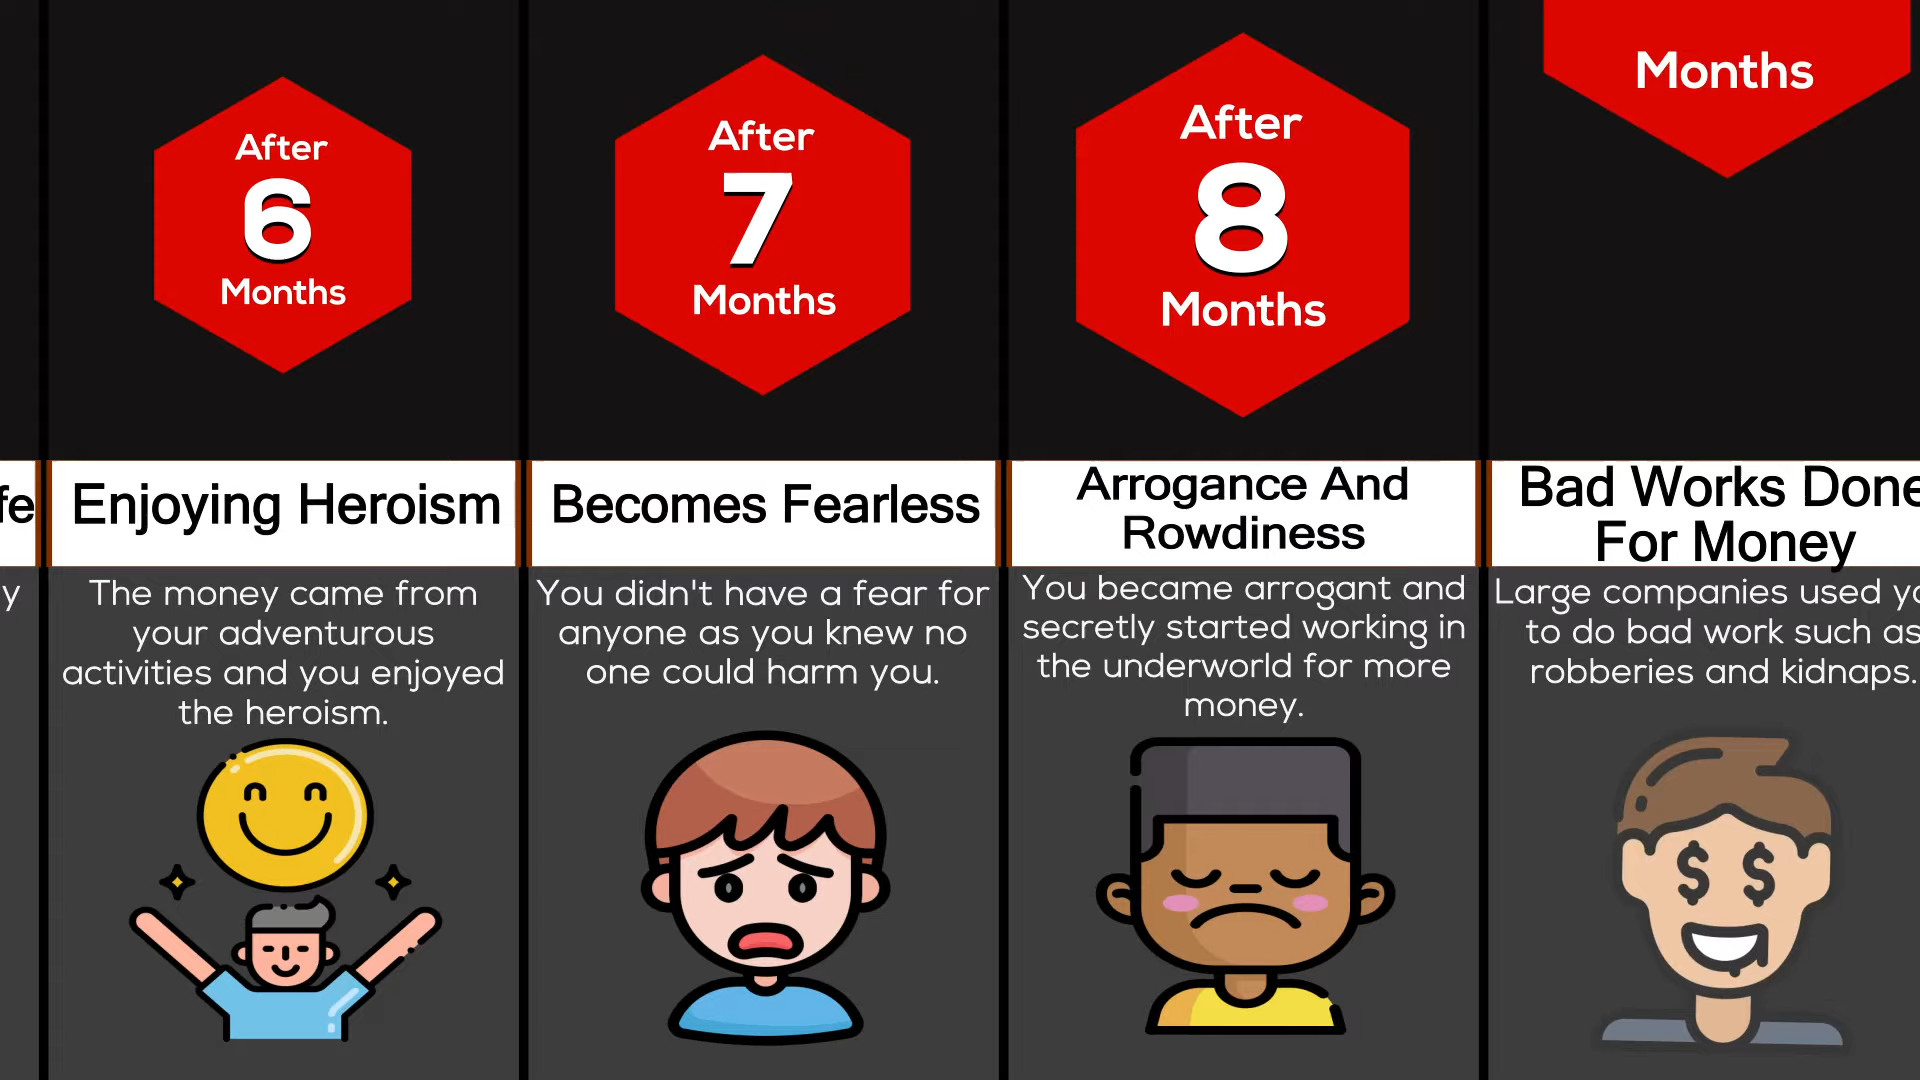 fe
y
After
6
Months
Enjoying Heroism
The money came from
your adventurous
activities and you enjoyed
the heroism.
After
7
Months
Becomes Fearless
You didn't have a fear for
anyone as you knew no
one could harm you.
After
8
Months
Arrogance And
Rowdiness
You became arrogant and
secretly started working in
the underworld for more
money.
Months
Bad Works Done
For Money
Large companies used yo
to do bad work such as
robberies and kidnaps.